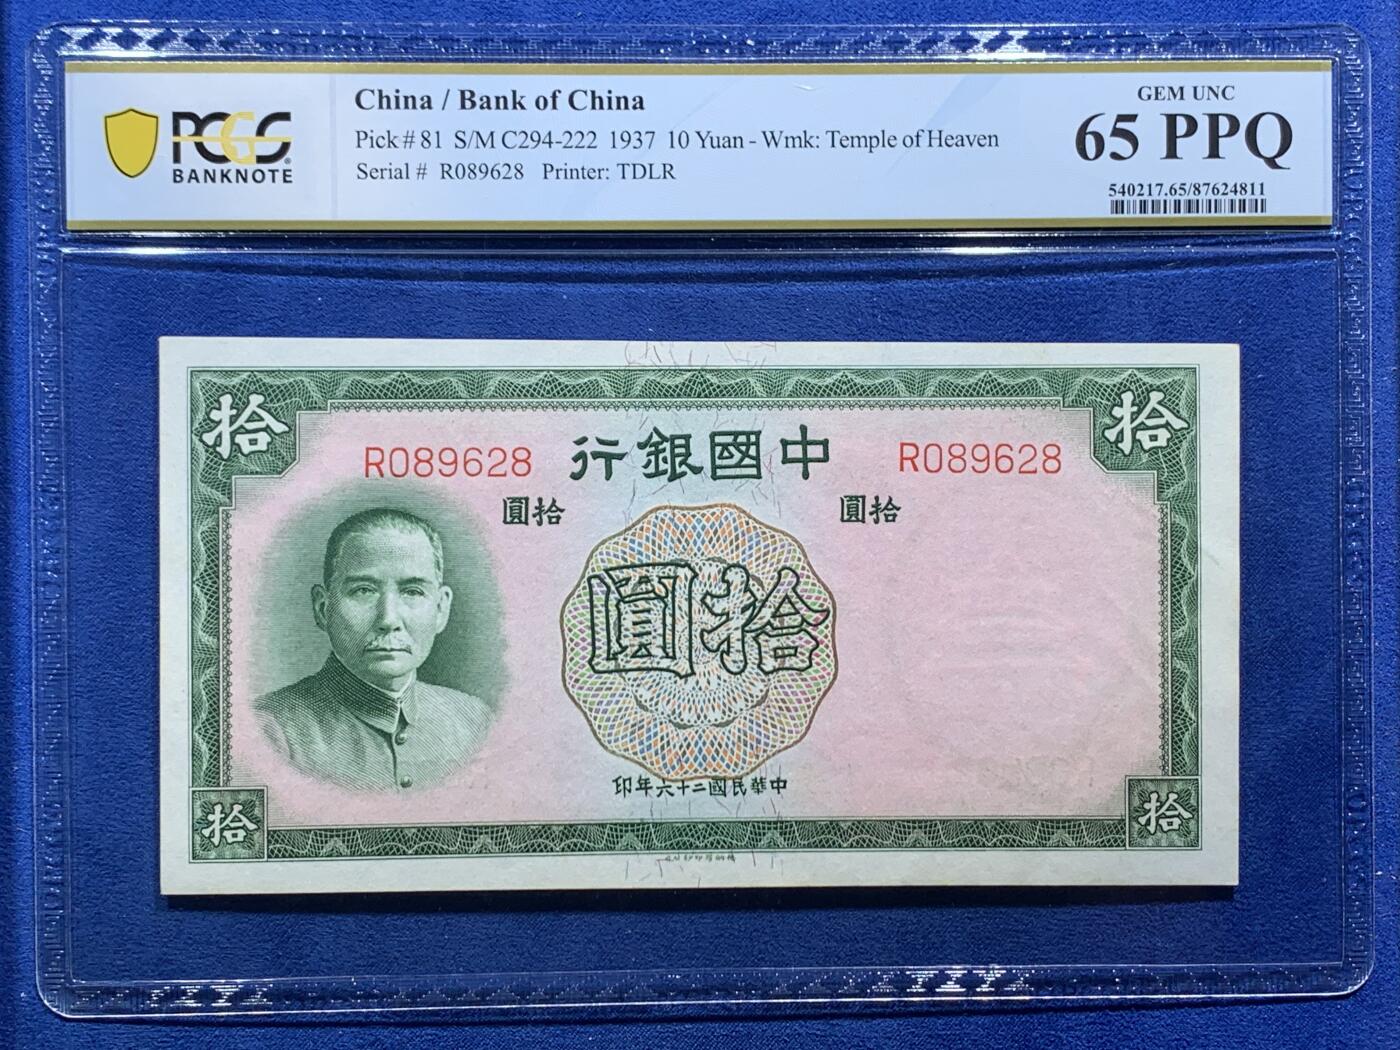 China / Bank of China
Pick# 81 S/M C294-222 1937 10 Yuan - Wmk: Temple of Heaven
Serial # R089628 Printer: TDLR
PCGS
BANKNOTE
GEM UNC
65 PPQ
540217.65/87624811
拾
拾
行銀國中
R089628
R089628
圓拾
圓拾
圓拾
印年六十二國民華中
拾
拾